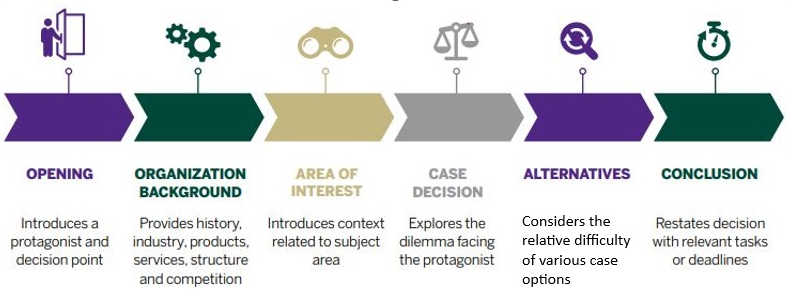 OPENING
Introduces a
protagonist and
decision point
ORGANIZATION
BACKGROUND
Provides history,
industry, products,
services, structure
and competition
AREA OF
INTEREST
Introduces context
related to subject
area
CASE
DECISION
Explores the
dilemma facing
the protagonist
ALTERNATIVES
Considers the
relative difficulty
of various case
options
CONCLUSION
Restates decision
with relevant tasks
or deadlines